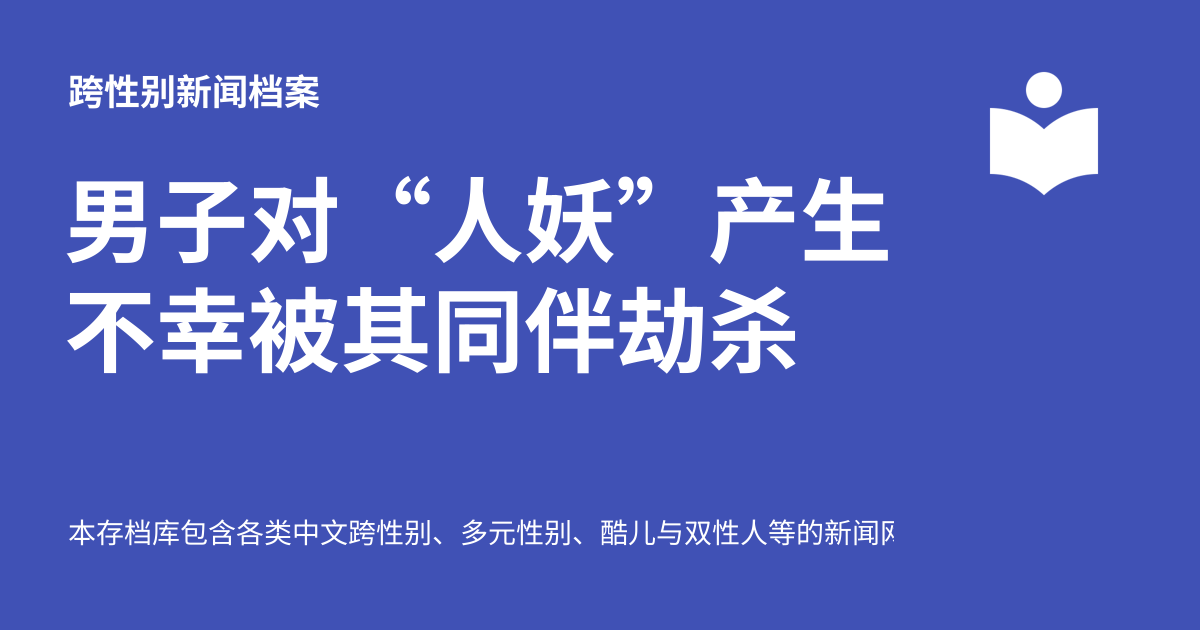 跨性别新闻档案
男子对“人妖”产生
不幸被其同伴劫杀
本存档库包含各类中文跨性别、多元性别、酷儿与双性人等的新闻